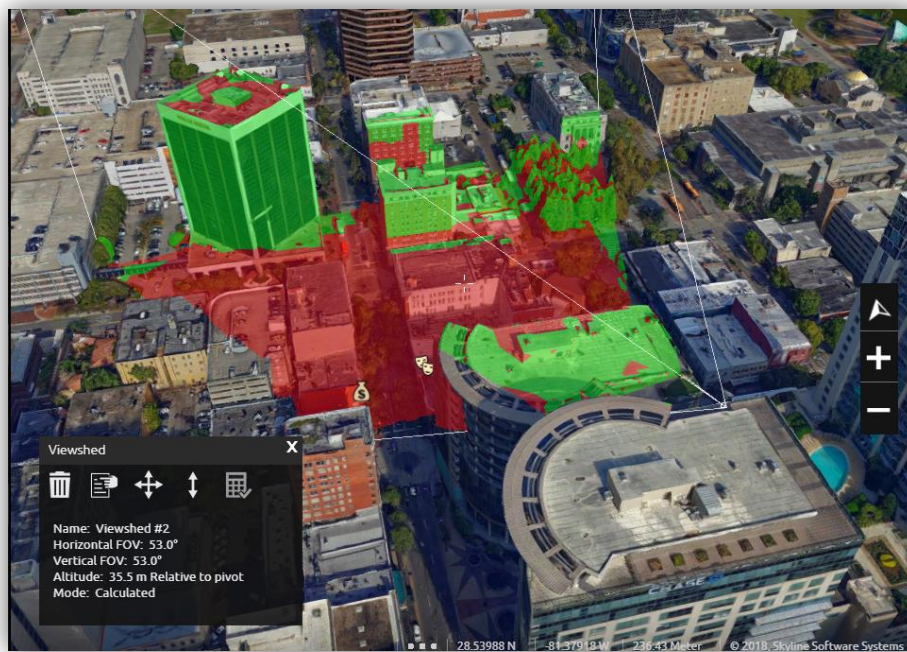 Viewshed X
Name: Viewshed #2
Horizontal FOV: 53.0°
Vertical FOV: 53.0°
Altitude: 35.5 m Relative to pivot
Mode: Calculated
$
CHASE
28.53988 N | -81.37918 W | 236.43 Meter | © 2018, Skyline Software Systems